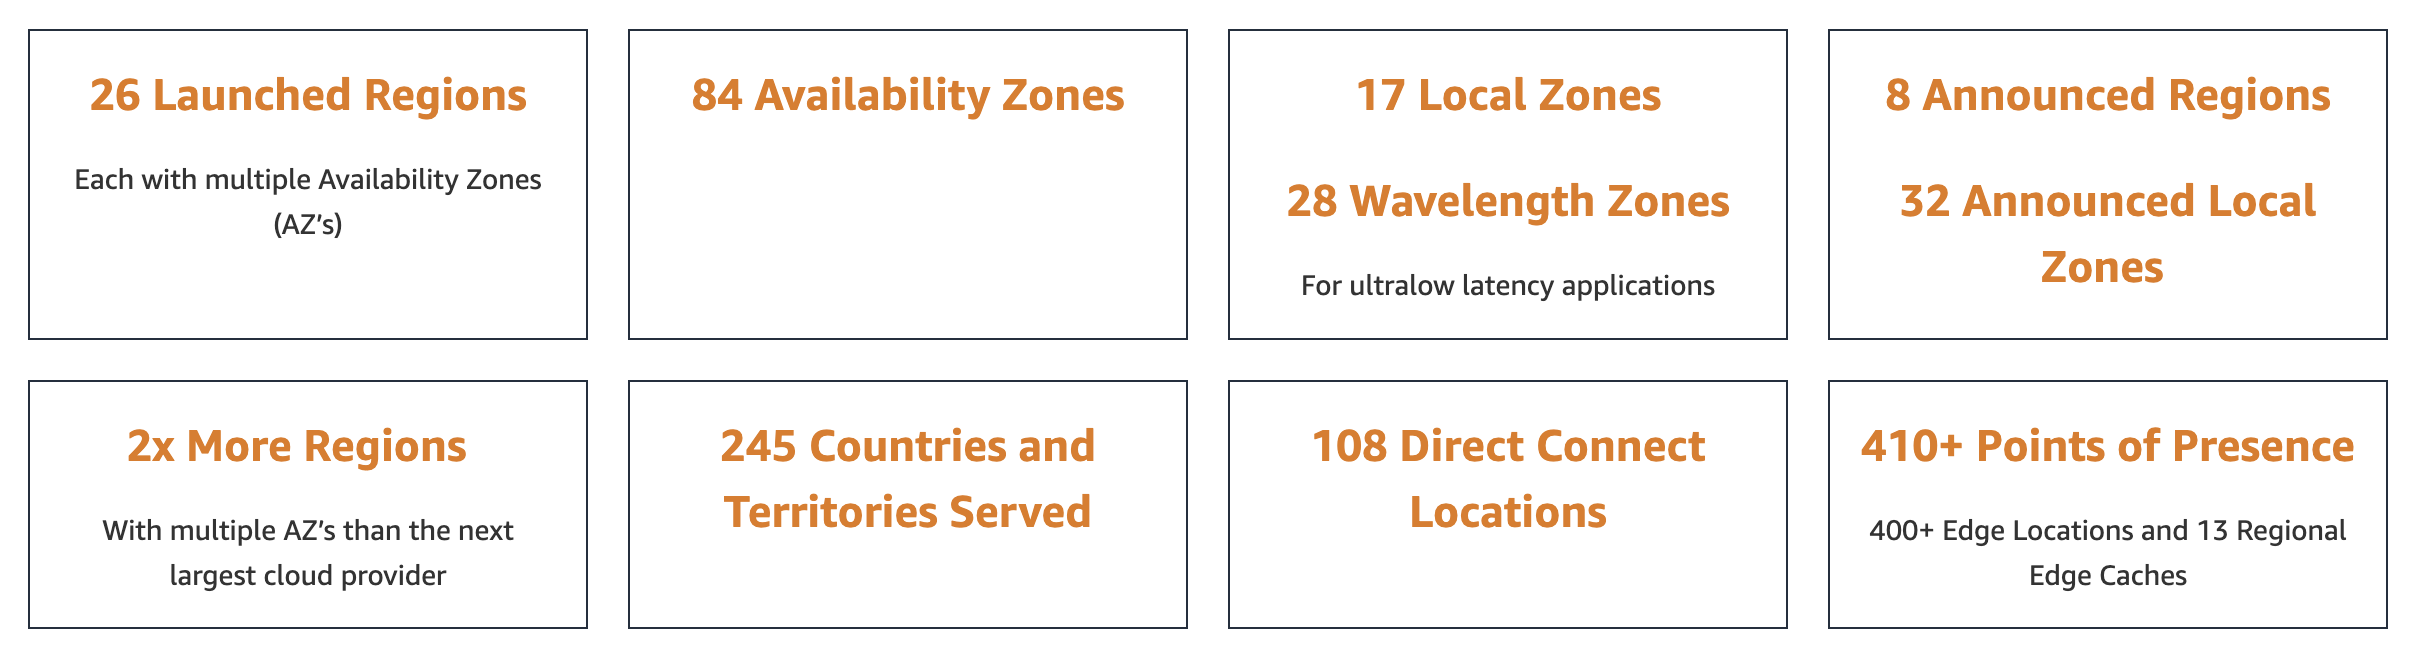 26 Launched Regions
Each with multiple Availability Zones
(AZ’s)
84 Availability Zones
17 Local Zones
28 Wavelength Zones
For ultralow latency applications
8 Announced Regions
32 Announced Local
Zones
2x More Regions
With multiple AZ’s than the next
largest cloud provider
245 Countries and
Territories Served
108 Direct Connect
Locations
410+ Points of Presence
400+ Edge Locations and 13 Regional
Edge Caches